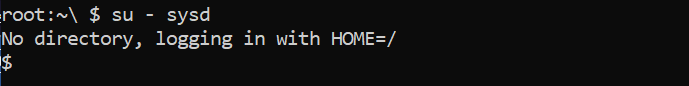 root:~\ $ su - sysd
No directory, logging in with HOME=/
$